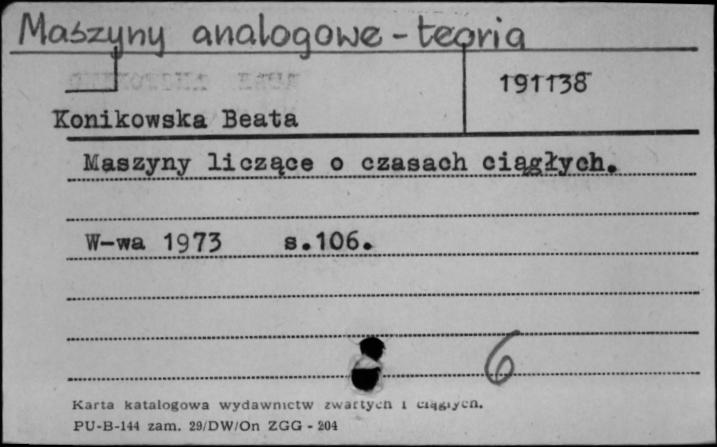 Maszyny analogowe - teoria
191138
Konikowska Beata
Maszyny liczące o czasach ciągłych.
W-wa 1973 s.106.
6
Karta katalogowa wydawnictw zwartych i ciągłych.
PU-B-144 zam. 29/DW/On ZGG - 204